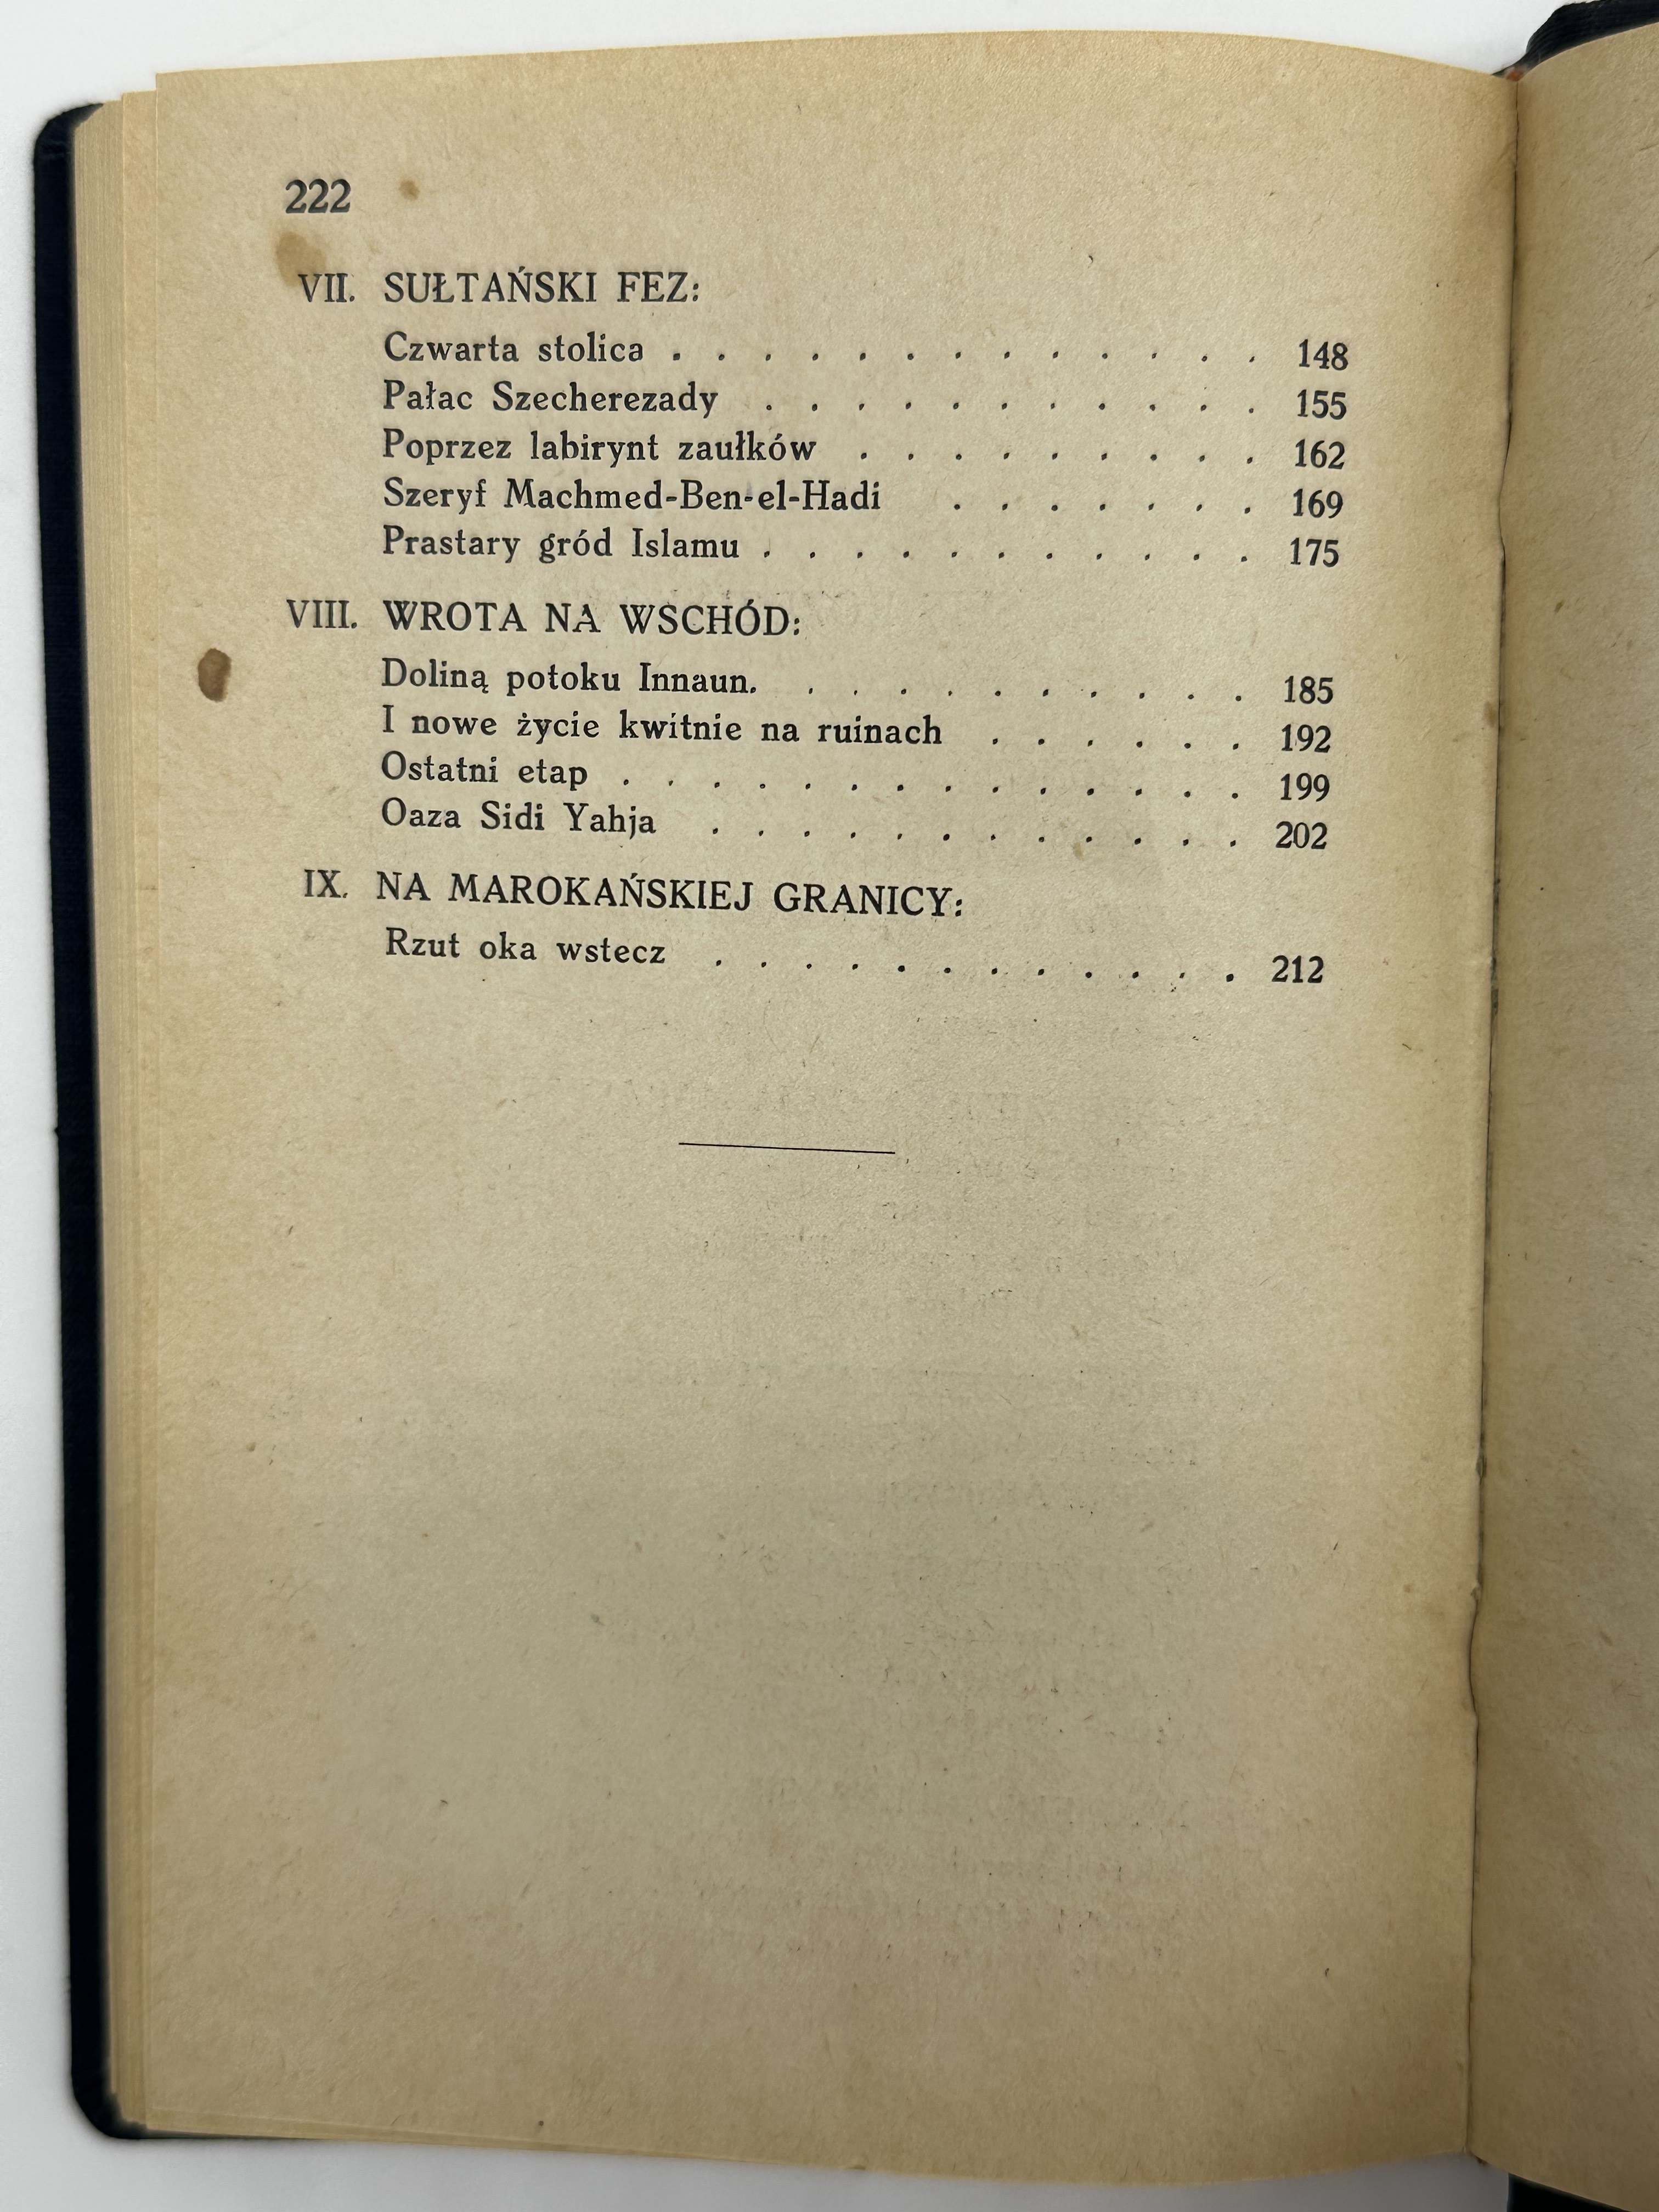 222
VII. SUŁTAŃSKI FEZ:
Czwarta stolica . . . . . . . . . . . . . 148
Pałac Szecherezady . . . . . . . . . . . 155
Poprzez labirynt zaułków . . . . . . . . . 162
Szeryf Machmed-Ben-el-Hadi . . . . . . . 169
Prastary gród Islamu . . . . . . . . . . . 175
VIII. WROTA NA WSCHÓD:
Doliną potoku Innaun. . . . . . . . . . . 185
I nowe życie kwitnie na ruinach . . . . . . 192
Ostatni etap . . . . . . . . . . . . . . 199
Oaza Sidi Yahja . . . . . . . . . . . . 202
IX. NA MAROKAŃSKIEJ GRANICY:
Rzut oka wstecz . . . . . . . . . . . . 212